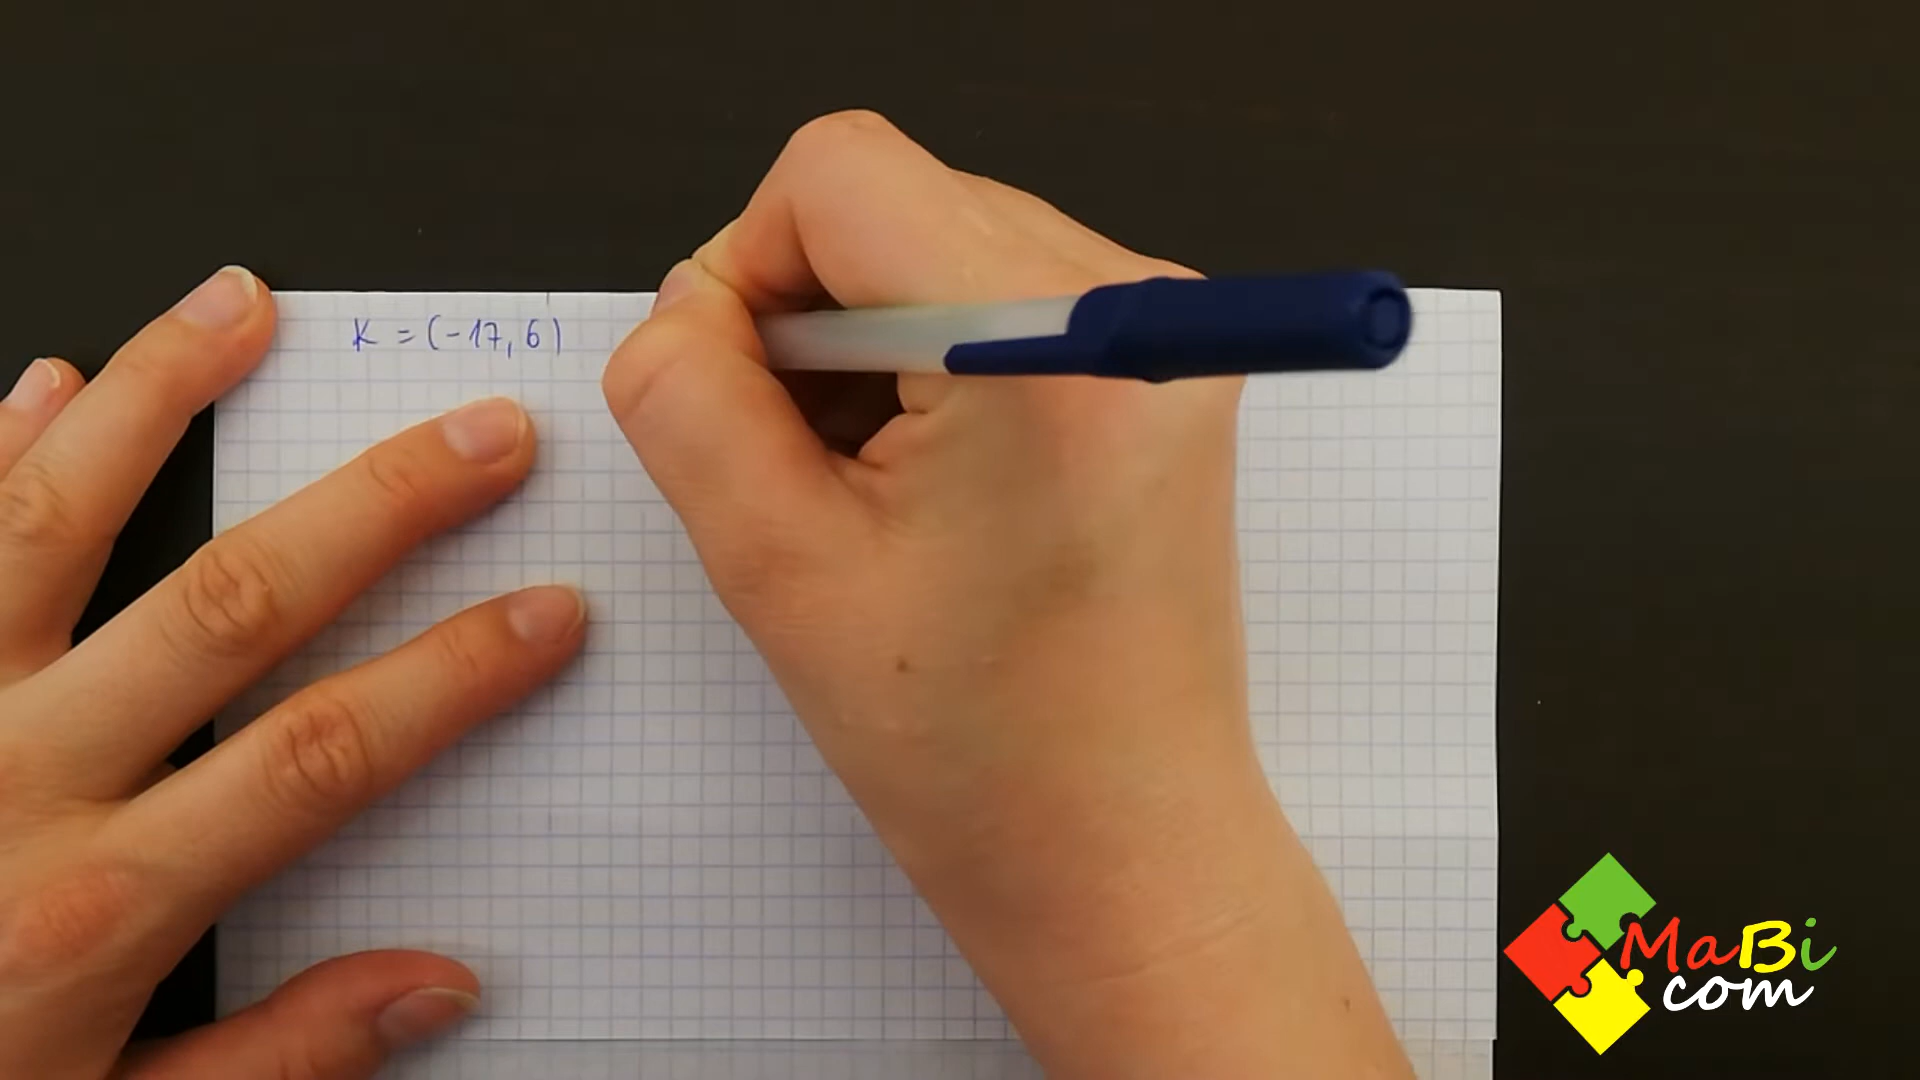 K = (-17, 6)
MaBi
com